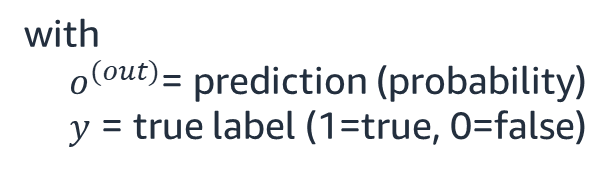 with
o^(out)= prediction (probability)
y = true label (1=true, 0=false)